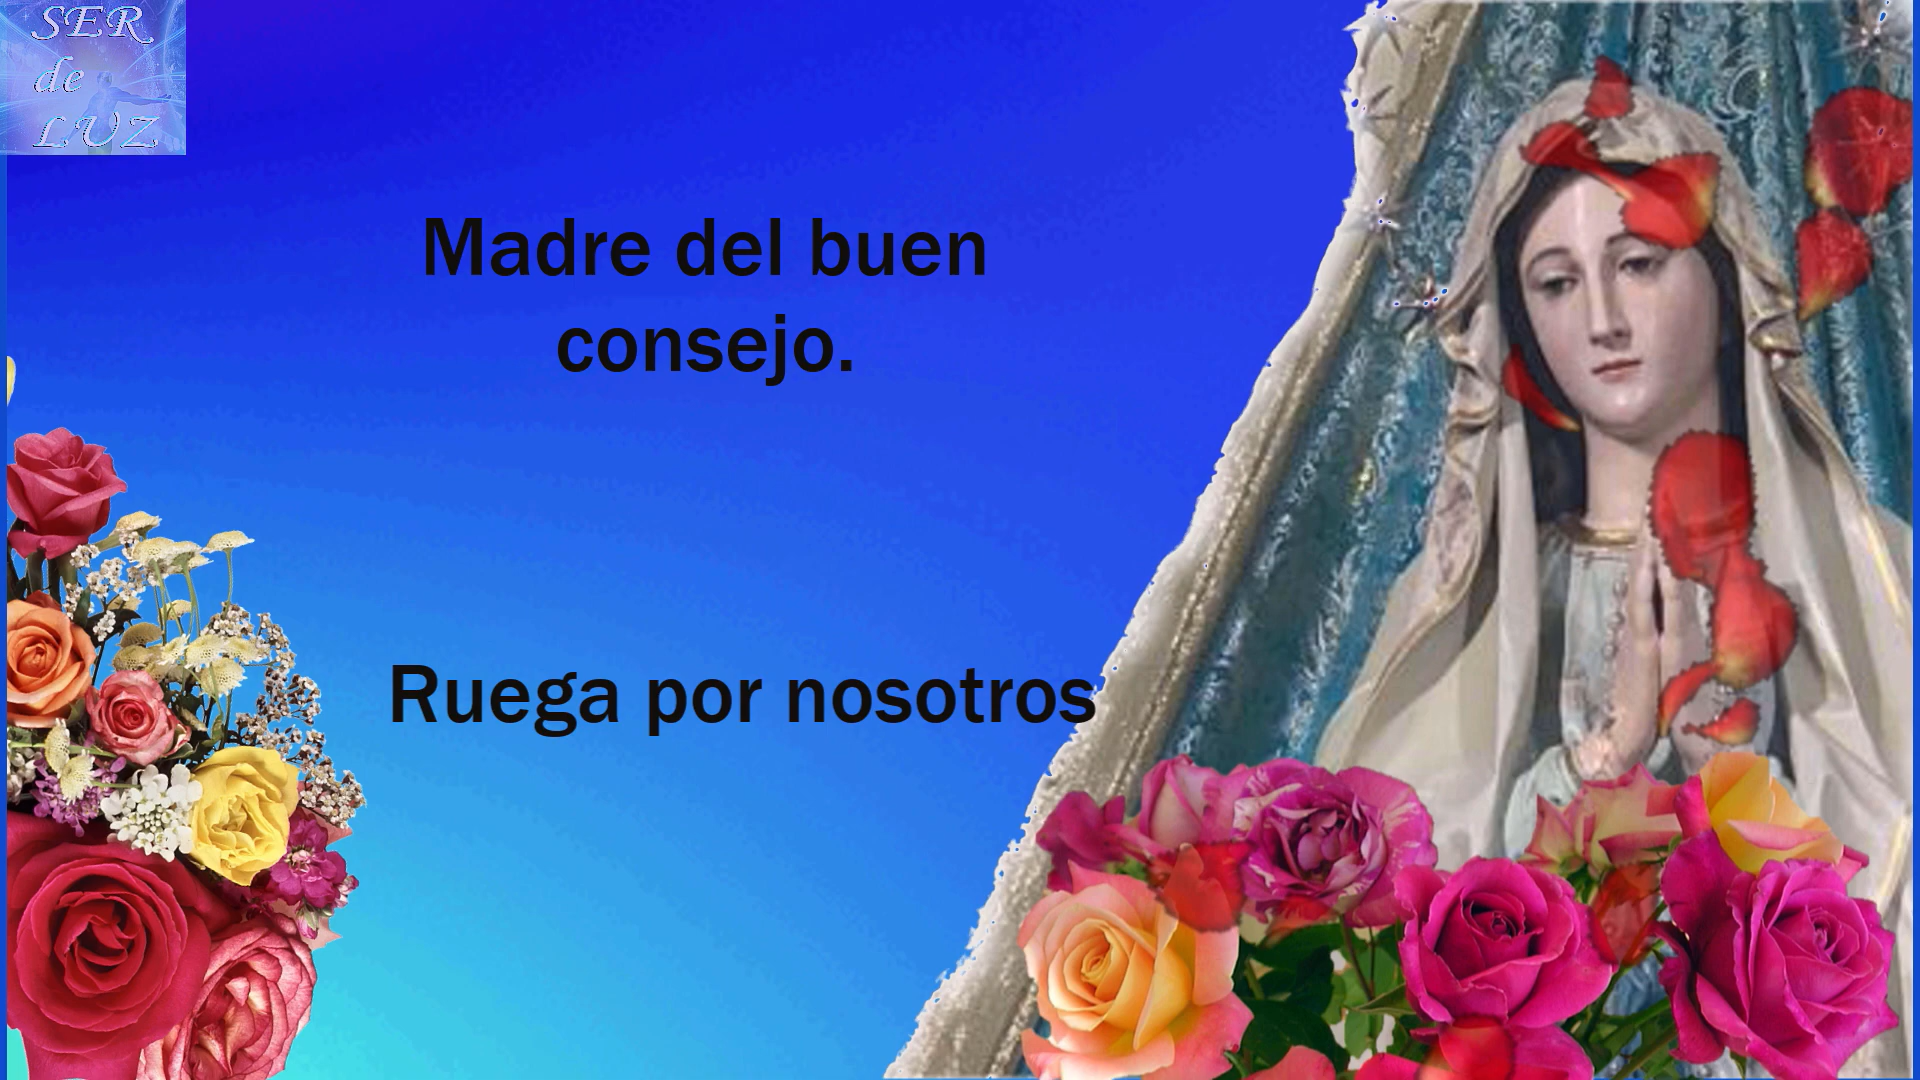 SER
de
LUZ
Madre del buen
consejo.
Ruega por nosotros